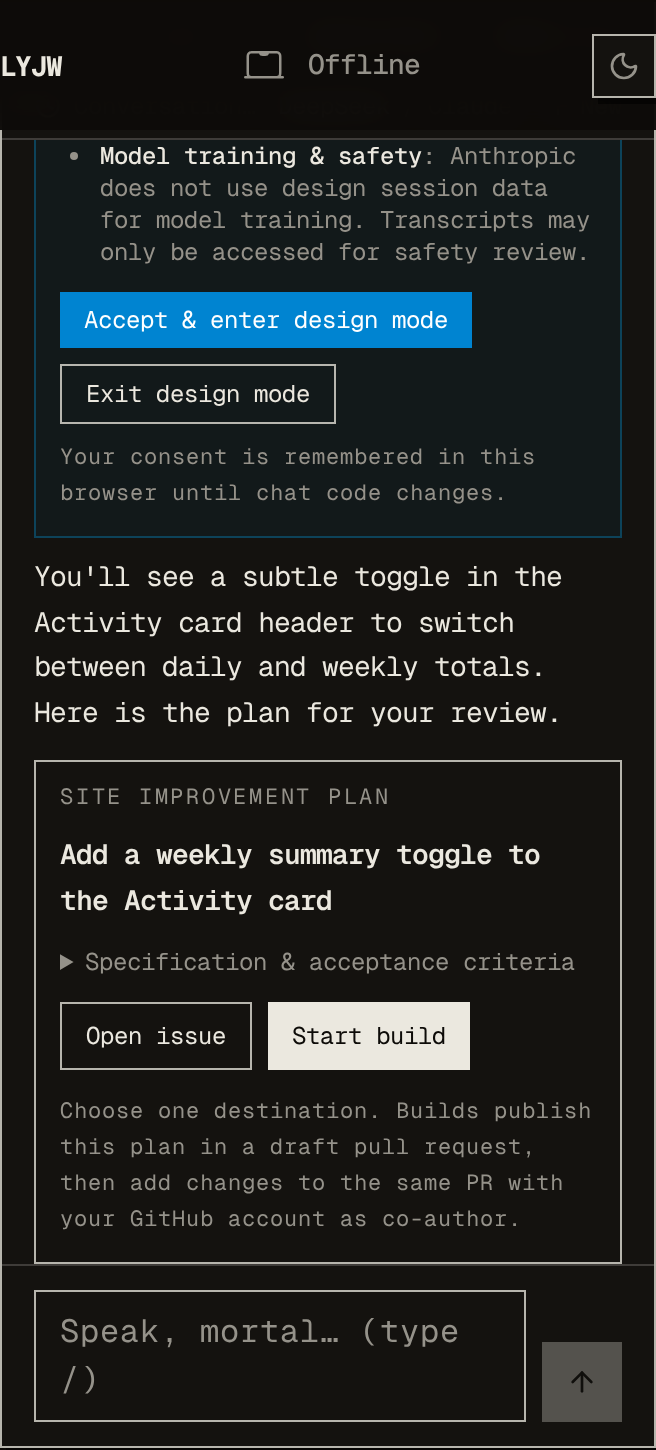 LYJW
Offline
• Model training & safety: Anthropic
does not use design session data
for model training. Transcripts may
only be accessed for safety review.
Accept & enter design mode
Exit design mode
Your consent is remembered in this
browser until chat code changes.
You'll see a subtle toggle in the
Activity card header to switch
between daily and weekly totals.
Here is the plan for your review.
SITE IMPROVEMENT PLAN
Add a weekly summary toggle to
the Activity card
Specification & acceptance criteria
Open issue
Start build
Choose one destination. Builds publish
this plan in a draft pull request,
then add changes to the same PR with
your GitHub account as co-author.
Speak, mortal… (type
/)